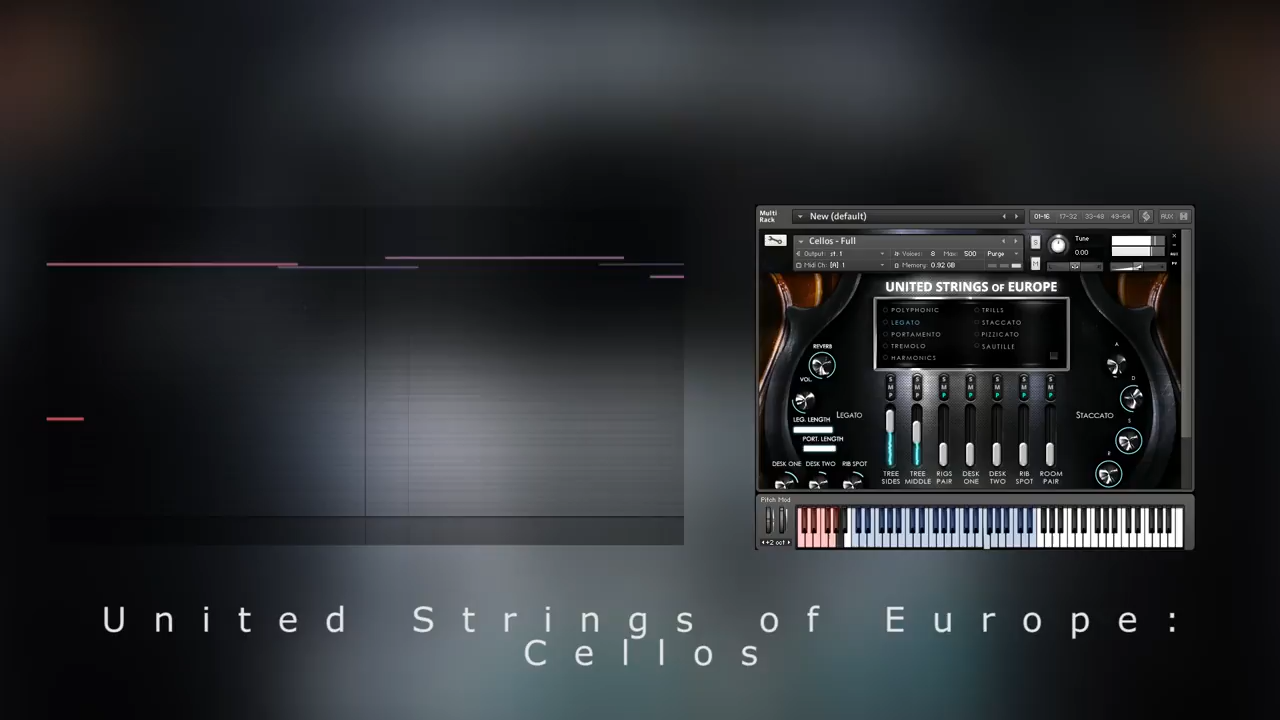 Multi
Rack
New (default)
01-16 17-32 33-48 49-64 AUX
Cellos - Full
Output: st. 1 Voices: 8 Max: 500 Purge
Midi Ch: [A] 1 Memory: 0.92 GB
S
M
Tune
0.00
UNITED STRINGS OF EUROPE
POLYPHONIC TRILLS
LEGATO STACCATO
PORTAMENTO PIZZICATO
TREMOLO SAUTILLE
HARMONICS
REVERB
VOL.
LEGATO
LEG. LENGTH
PORT. LENGTH
DESK ONE DESK TWO RIB SPOT
S S S S S S S
M M M M M M M
P P P P P P P
TREE SIDES
TREE MIDDLE
RIGS PAIR
DESK ONE
DESK TWO
RIB SPOT
ROOM PAIR
STACCATO
A
D
S
R
Pitch Mod
+2 oct
United Strings of Europe:
Cellos